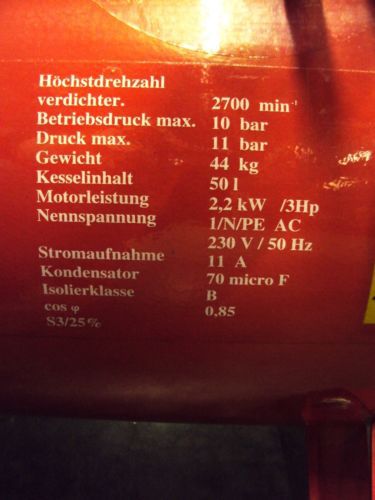 Höchstdrehzahl
verdichter. 2700 min⁻¹
Betriebsdruck max. 10 bar
Druck max. 11 bar
Gewicht 44 kg
Kesselinhalt 50 l
Motorleistung 2,2 kW /3Hp
Nennspannung 1/N/PE AC
230 V / 50 Hz
Stromaufnahme 11 A
Kondensator 70 micro F
Isolierklasse B
cos φ 0,85
S3/25%